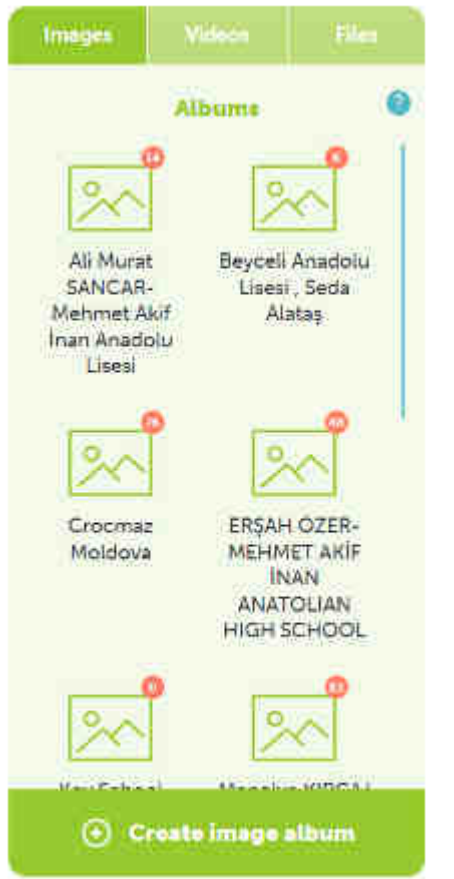 Images Videos Files
Albums
?
14
Ali Murat
SANCAR-
Mehmet Akif
İnan Anadolu
Lisesi
Beyceli Anadolu
Lisesi , Seda
Alataş
Crocmaz
Moldova
ERŞAH ÖZER-
MEHMET AKİF
İNAN
ANATOLIAN
HIGH SCHOOL
Create image album